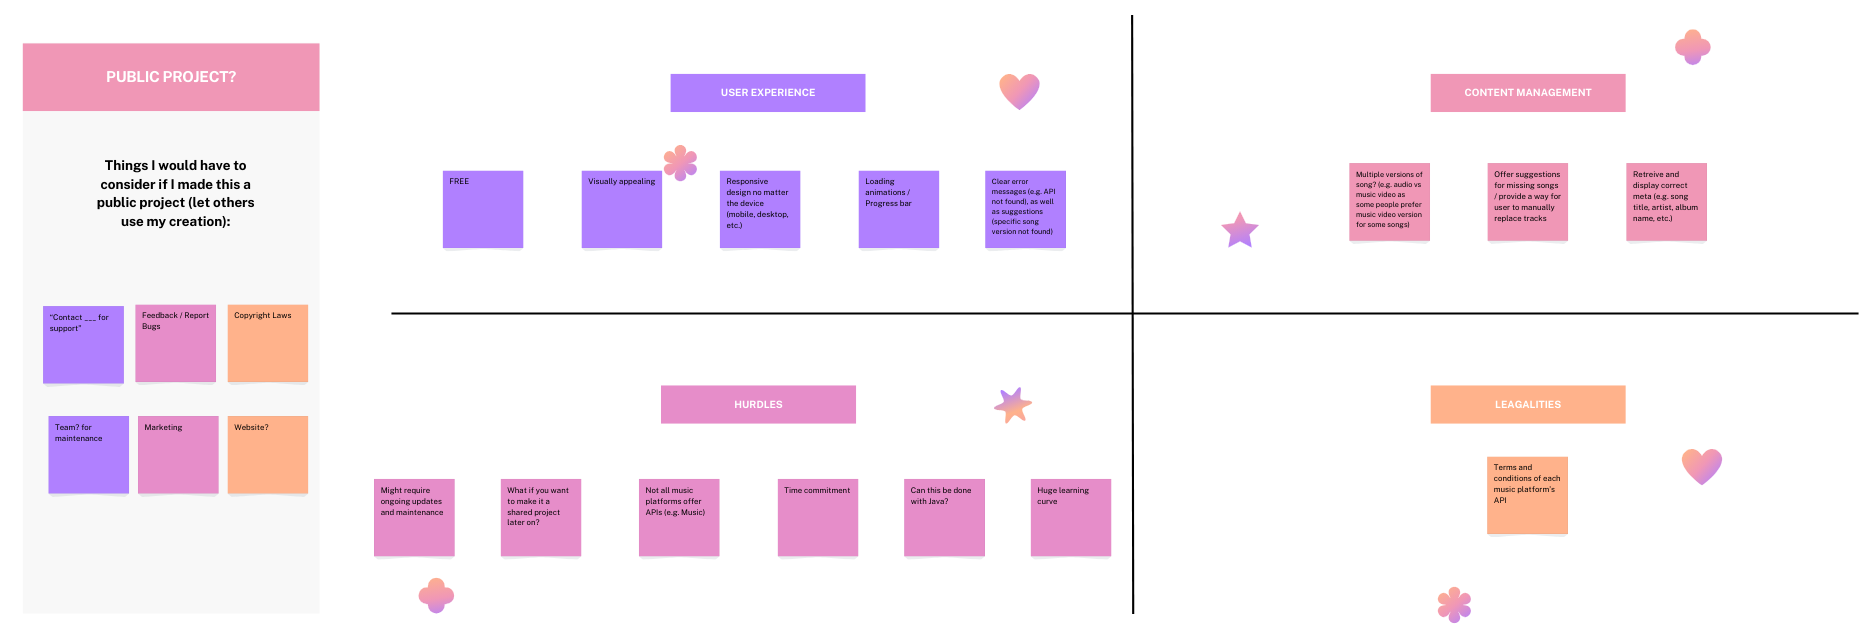 PUBLIC PROJECT?
Things I would have to
consider if I made this a
public project (let others
use my creation):
"Contact ___ for
support"
Feedback / Report
Bugs
Copyright Laws
Team? for
maintenance
Marketing
Website?
USER EXPERIENCE
FREE
Visually appealing
Responsive
design no matter
the device
(mobile, desktop,
etc.)
Loading
animations /
Progress bar
Clear error
messages (e.g. API
not found), as well
as suggestions
(specific song
version not found)
CONTENT MANAGEMENT
Multiple versions of
song? (e.g. audio vs
music video as
some people prefer
music video version
for some songs)
Offer suggestions
for missing songs
/ provide a way for
user to manually
replace tracks
Retreive and
display correct
meta (e.g. song
title, artist, album
name, etc.)
HURDLES
Might require
ongoing updates
and maintenance
What if you want
to make it a
shared project
later on?
Not all music
platforms offer
APIs (e.g. Music)
Time commitment
Can this be done
with Java?
Huge learning
curve
LEAGALITIES
Terms and
conditions of each
music platform's
API